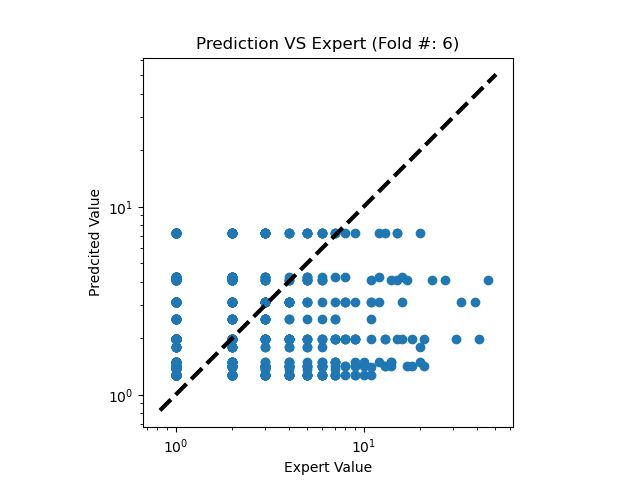 Prediction VS Expert (Fold #: 6)
Predcited Value
10¹
10⁰
10⁰ 10¹
Expert Value